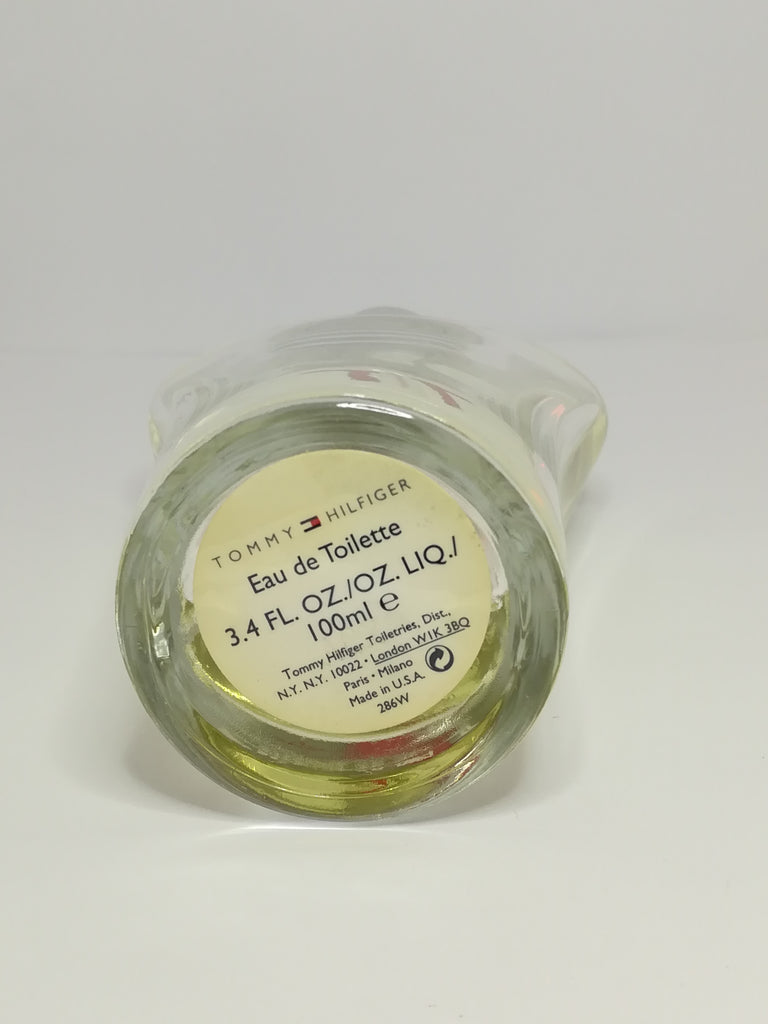 TOMMY HILFIGER
Eau de Toilette
3.4 FL. OZ./OZ. LIQ./
100ml ℮
Tommy Hilfiger Toiletries, Dist.,
N.Y. N.Y. 10022 • London W1K 3BQ
Paris • Milano
Made in U.S.A.
286W